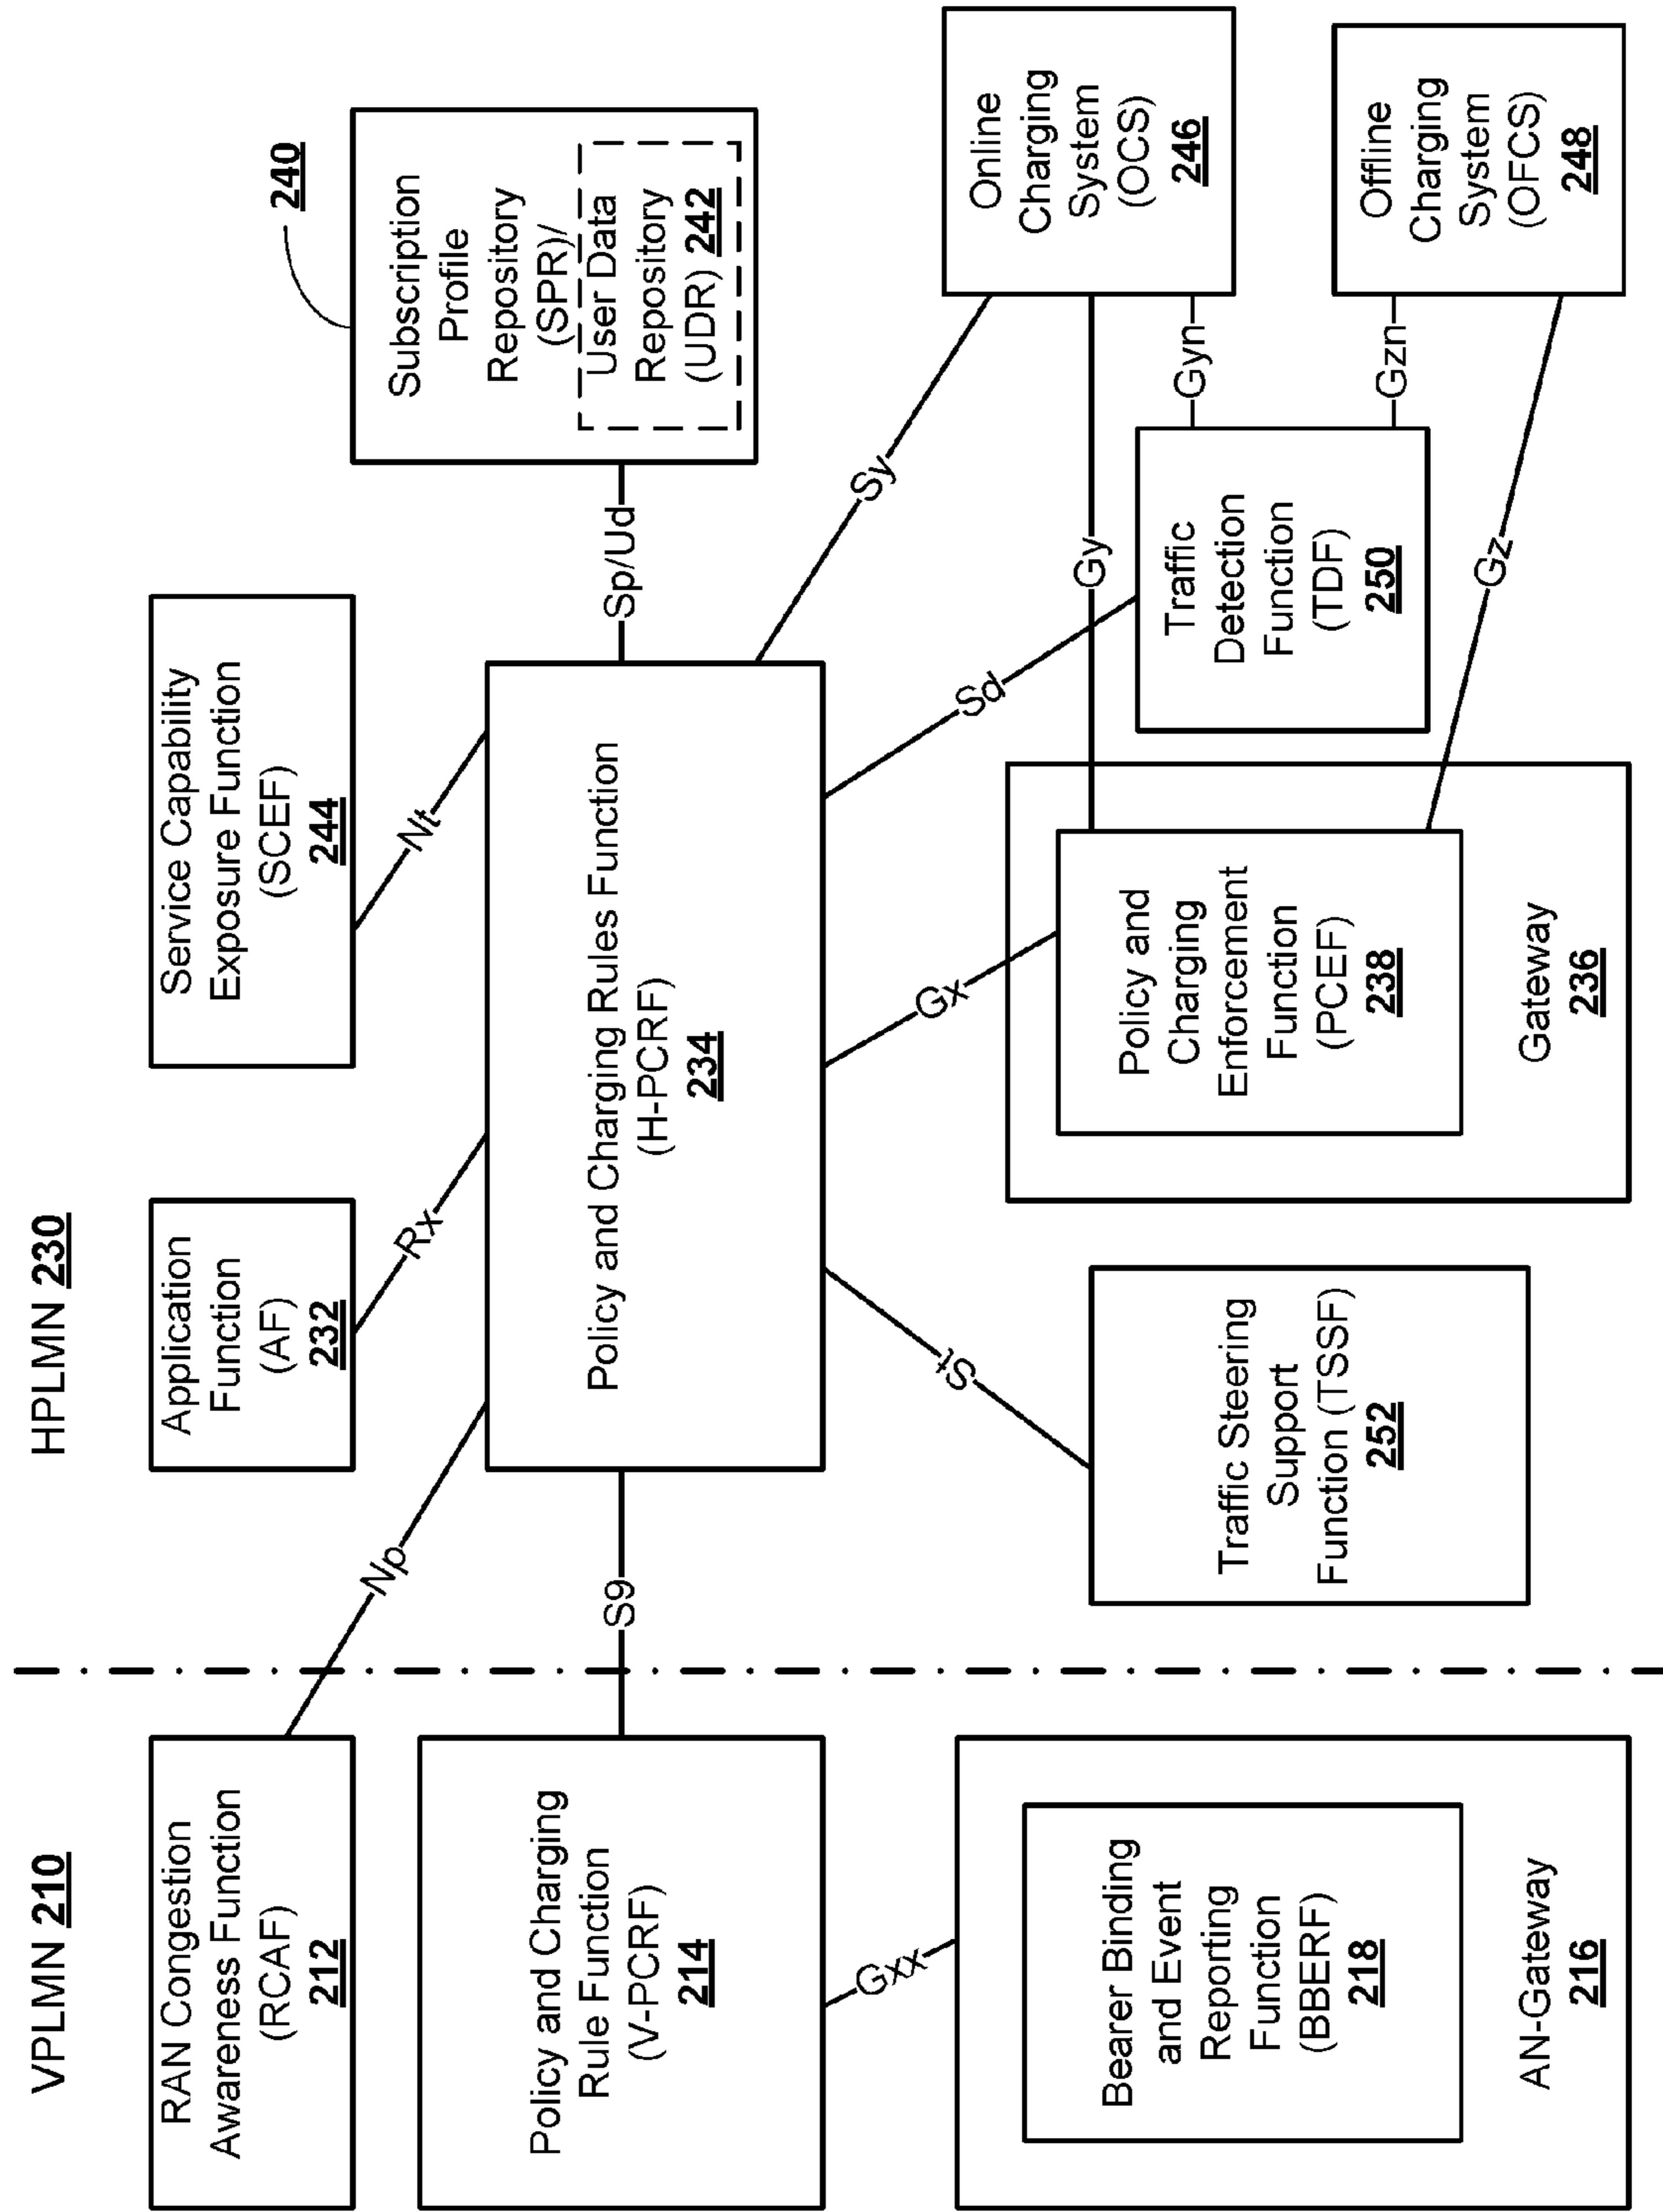 VPLMN 210
HPLMN 230
RAN Congestion
Awareness Function
(RCAF)
212
Application
Function
(AF)
232
Service Capability
Exposure Function
(SCEF)
244
240
Subscription
Profile
Repository
(SPR)/
User Data
Repository
(UDR) 242
Np
Rx
Nt
Policy and Charging
Rule Function
(V-PCRF)
214
S9
Policy and Charging Rules Function
(H-PCRF)
234
Sp/Ud
Gxx
St
Gx
Sd
Sy
Bearer Binding
and Event
Reporting
Function
(BBERF)
218
AN-Gateway
216
Traffic Steering
Support
Function (TSSF)
252
Policy and
Charging
Enforcement
Function
(PCEF)
238
Gateway
236
Gy
Traffic
Detection
Function
(TDF)
250
Gz
Gyn
Gzn
Online
Charging
System
(OCS)
246
Offline
Charging
System
(OFCS)
248